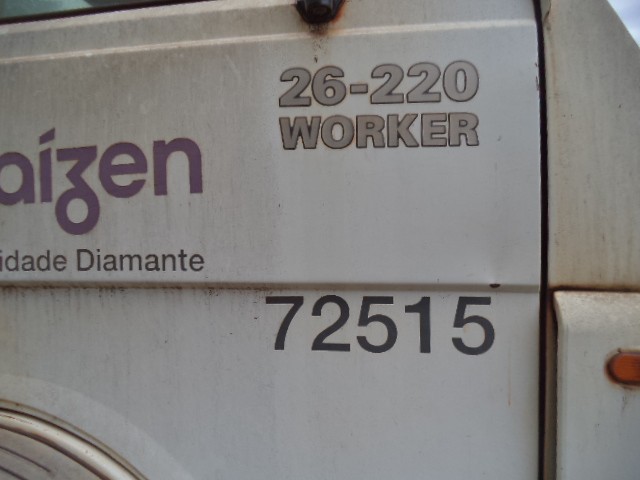 26-220
WORKER
aízen
idade Diamante
72515